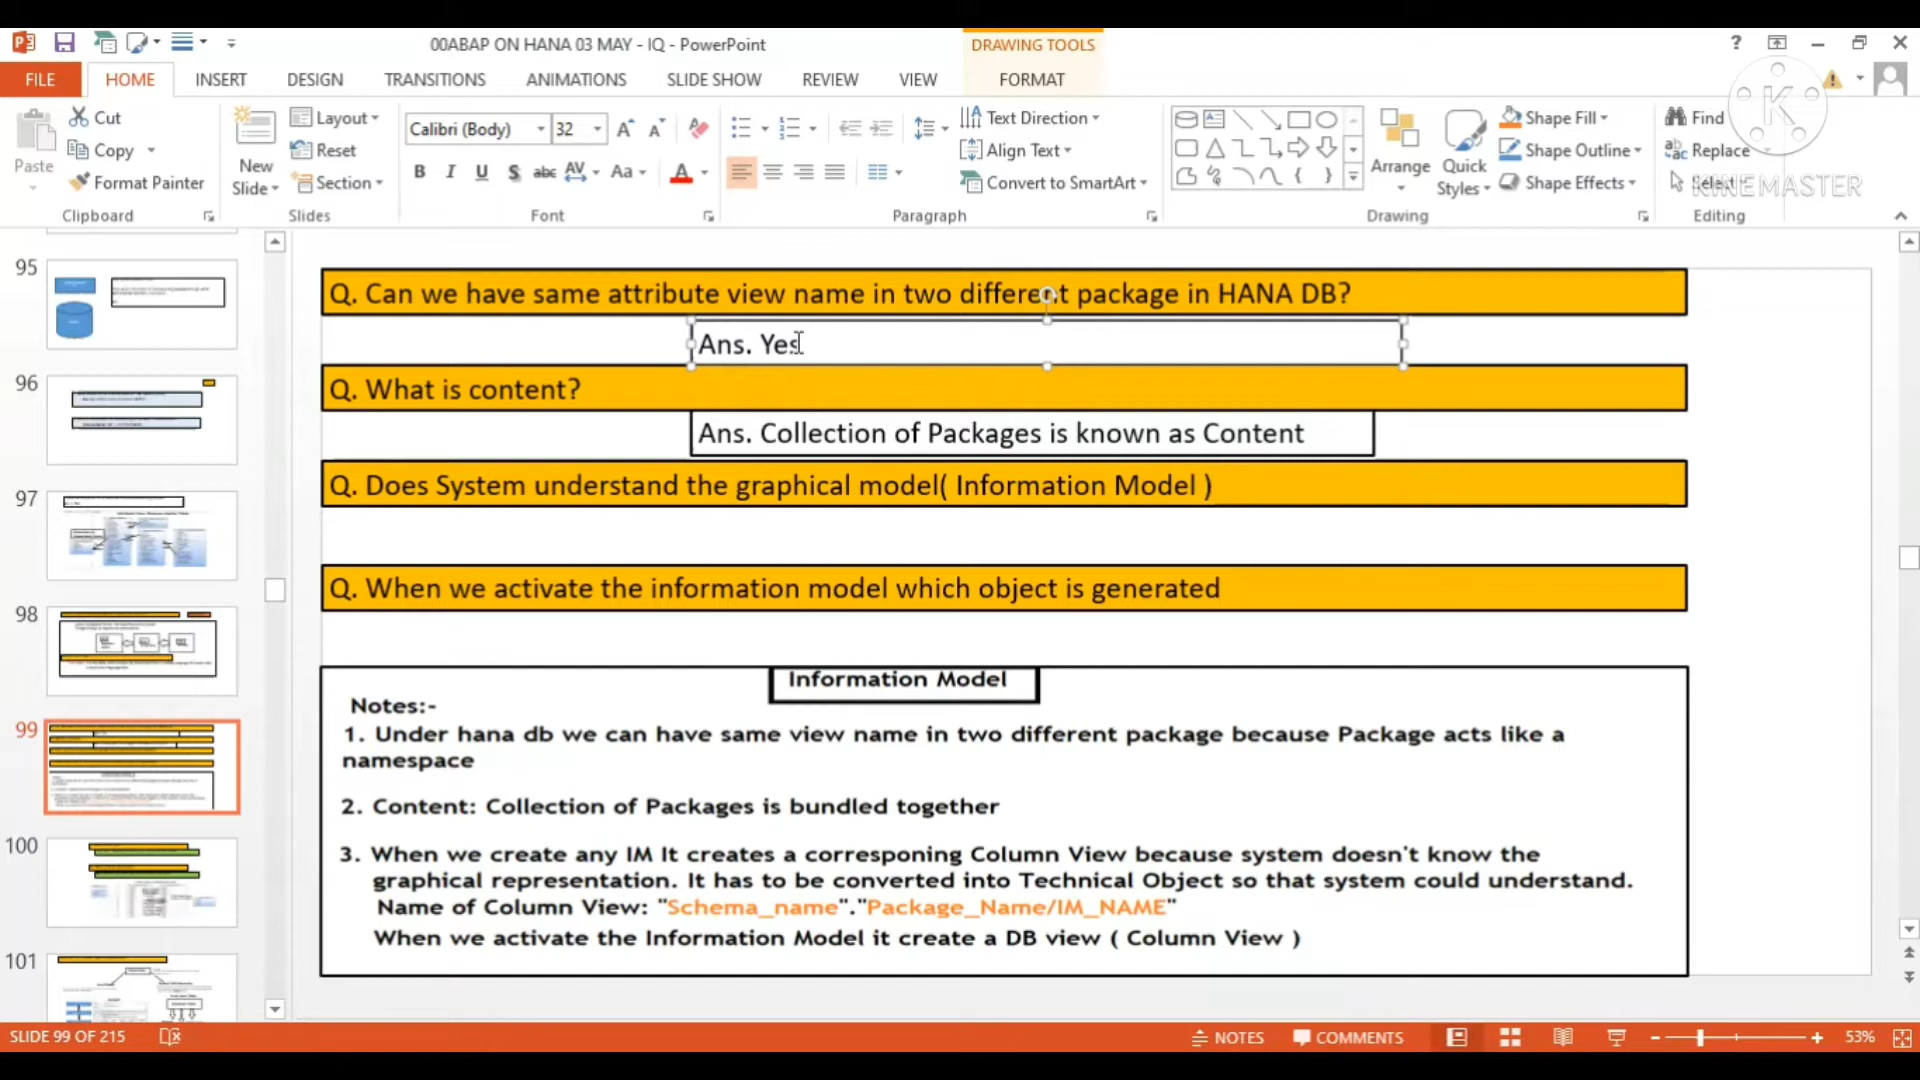 00ABAP ON HANA 03 MAY - IQ - PowerPoint
DRAWING TOOLS
FILE
HOME
INSERT
DESIGN
TRANSITIONS
ANIMATIONS
SLIDE SHOW
REVIEW
VIEW
FORMAT
Paste
Cut
Copy
Format Painter
Clipboard
New
Slide
Layout
Reset
Section
Slides
Calibri (Body)
32
Font
Paragraph
Text Direction
Align Text
Convert to SmartArt
Arrange
Quick
Styles
Shape Fill
Shape Outline
Shape Effects
Drawing
Find
Replace
Select
Editing
KINEMASTER
95
96
97
98
99
100
101
Q. Can we have same attribute view name in two different package in HANA DB?
Ans. Yes
Q. What is content?
Ans. Collection of Packages is known as Content
Q. Does System understand the graphical model( Information Model )
Q. When we activate the information model which object is generated
Information Model
Notes:-
1. Under hana db we can have same view name in two different package because Package acts like a
namespace
2. Content: Collection of Packages is bundled together
3. When we create any IM It creates a corresponing Column View because system doesn't know the
graphical representation. It has to be converted into Technical Object so that system could understand.
Name of Column View: "Schema_name"."Package_Name/IM_NAME"
When we activate the Information Model it create a DB view ( Column View )
SLIDE 99 OF 215
NOTES
COMMENTS
53%